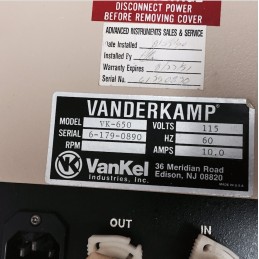 DISCONNECT POWER
BEFORE REMOVING COVER
ADVANCED INSTRUMENTS SALES & SERVICE
Date Installed
Installed By
Warranty Expires
Serial No.
VANDERKAMP®
MODEL VK-650 VOLTS 115
SERIAL 6-179-0890 HZ 60
RPM AMPS 10.0
VanKel
Industries, Inc.
36 Meridian Road
Edison, NJ 08820
MADE IN U.S.A.
OUT IN